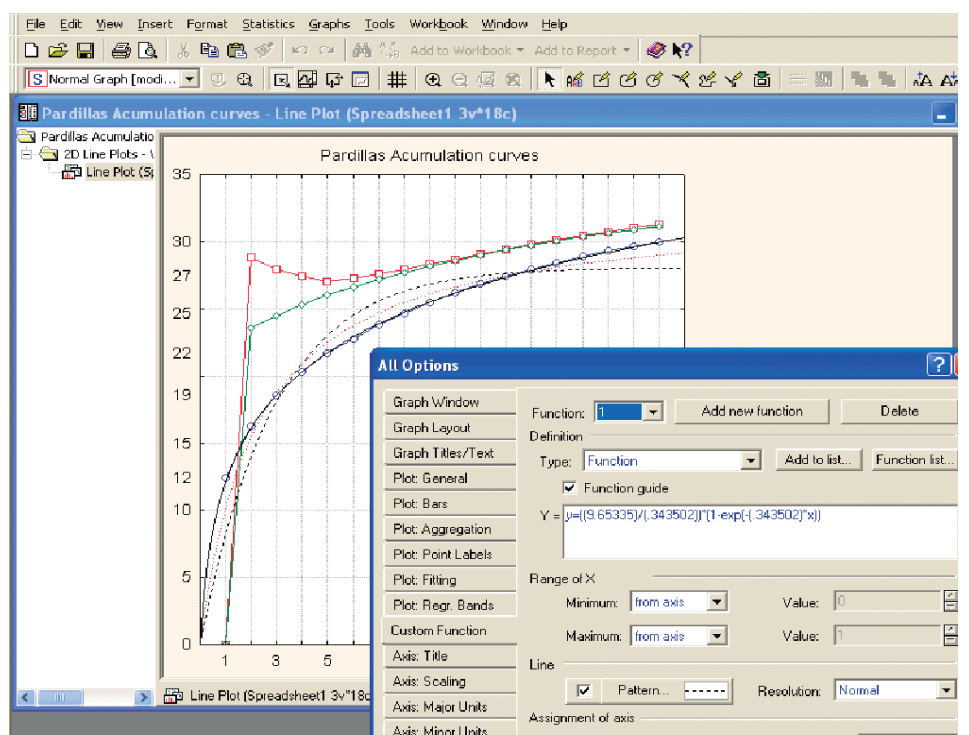 File Edit View Insert Format Statistics Graphs Tools Workbook Window Help
Add to Workbook Add to Report
S Normal Graph [modi...
Pardillas Acumulation curves - Line Plot (Spreadsheet1 3v*18c)
Pardillas Acumulatio
2D Line Plots - \
Line Plot (S
Pardillas Acumulation curves
35
30
27
25
22
19
15
12
10
5
0
1 3 5
Line Plot (Spreadsheet1 3v*18c
All Options
Graph Window
Graph Layout
Graph Titles/Text
Plot: General
Plot: Bars
Plot: Aggregation
Plot: Point Labels
Plot: Fitting
Plot: Regr. Bands
Custom Function
Axis: Title
Axis: Scaling
Axis: Major Units
Axis: Minor Units
Function: 1 Add new function Delete
Definition
Type: Function Add to list... Function list...
Function guide
Y = y=((9.65335)/(.343502))*(1-exp(-(.343502)*x))
Range of X
Minimum: from axis Value: 0
Maximum: from axis Value: 1
Line
Pattern... Resolution: Normal
Assignment of axis